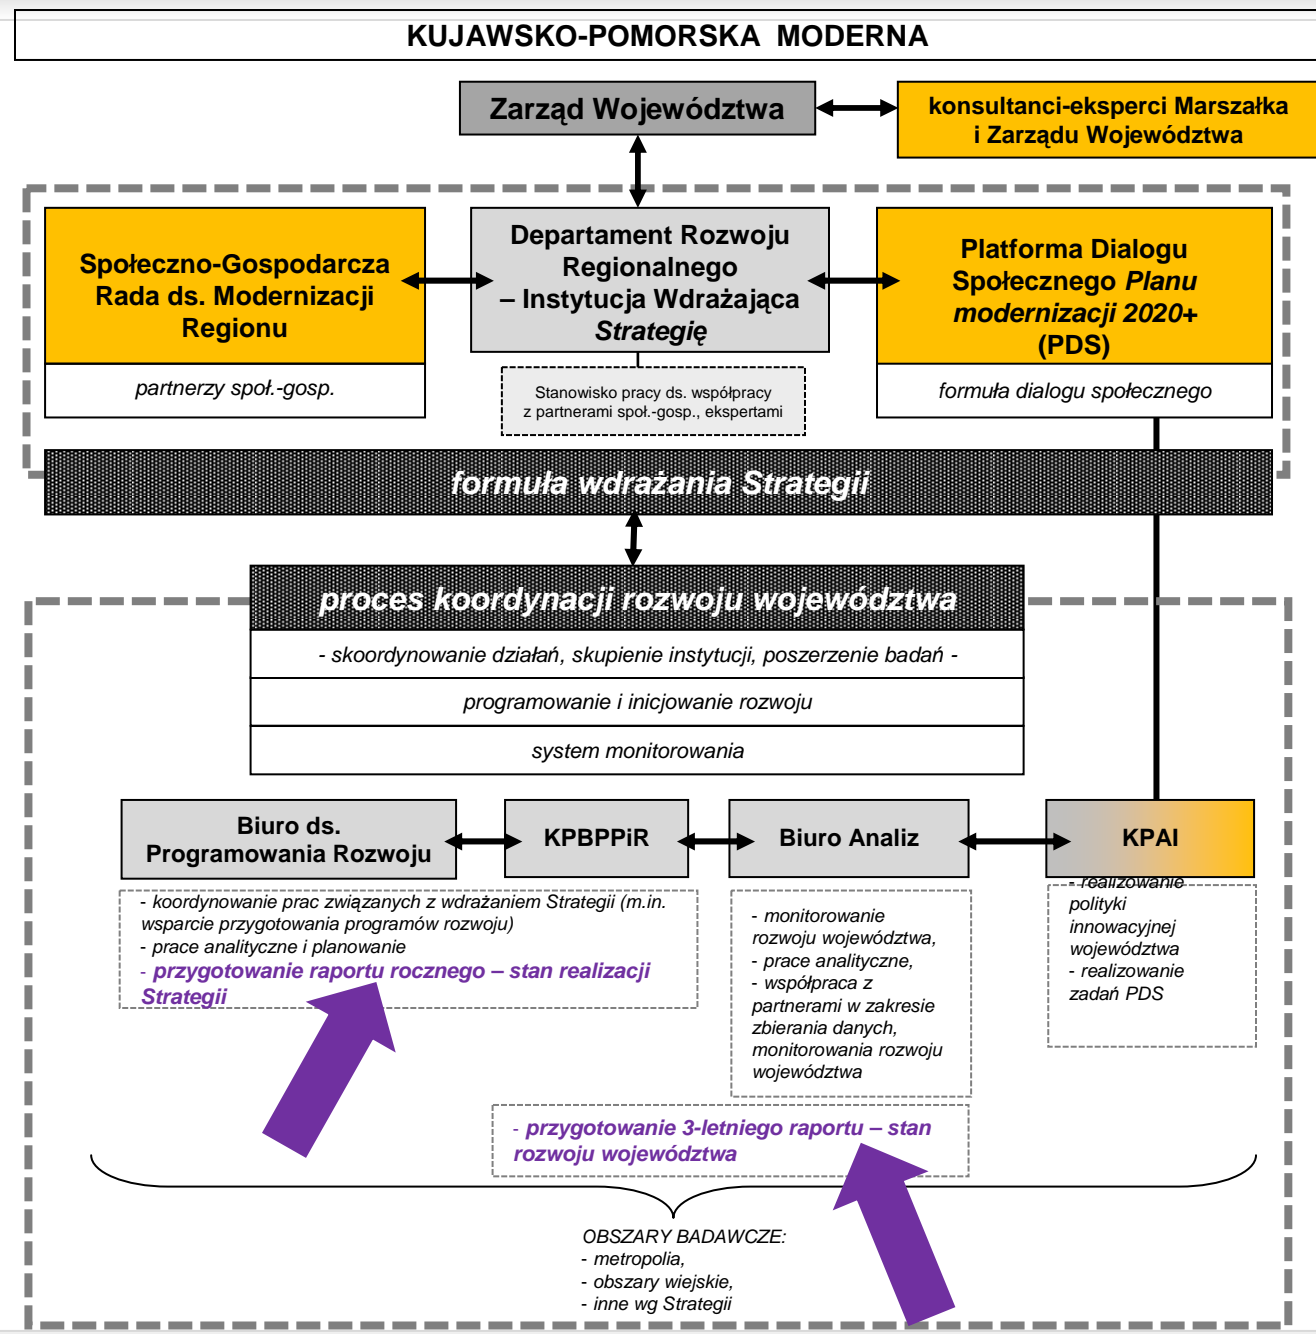 KUJAWSKO-POMORSKA MODERNA
Zarząd Województwa
konsultanci-eksperci Marszałka
i Zarządu Województwa
Społeczno-Gospodarcza
Rada ds. Modernizacji
Regionu
partnerzy społ.-gosp.
Departament Rozwoju
Regionalnego
– Instytucja Wdrażająca
Strategię
Stanowisko pracy ds. współpracy
z partnerami społ.-gosp., ekspertami
Platforma Dialogu
Społecznego Planu
modernizacji 2020+
(PDS)
formuła dialogu społecznego
formuła wdrażania Strategii
proces koordynacji rozwoju województwa
- skoordynowanie działań, skupienie instytucji, poszerzenie badań -
programowanie i inicjowanie rozwoju
system monitorowania
Biuro ds.
Programowania Rozwoju
KPBPPiR
Biuro Analiz
KPAI
- koordynowanie prac związanych z wdrażaniem Strategii (m.in.
wsparcie przygotowania programów rozwoju)
- prace analityczne i planowanie
- przygotowanie raportu rocznego – stan realizacji
Strategii
- monitorowanie
rozwoju województwa,
- prace analityczne,
- współpraca z
partnerami w zakresie
zbierania danych,
monitorowania rozwoju
województwa
- realizowanie
polityki
innowacyjnej
województwa
- realizowanie
zadań PDS
- przygotowanie 3-letniego raportu – stan
rozwoju województwa
OBSZARY BADAWCZE:
- metropolia,
- obszary wiejskie,
- inne wg Strategii